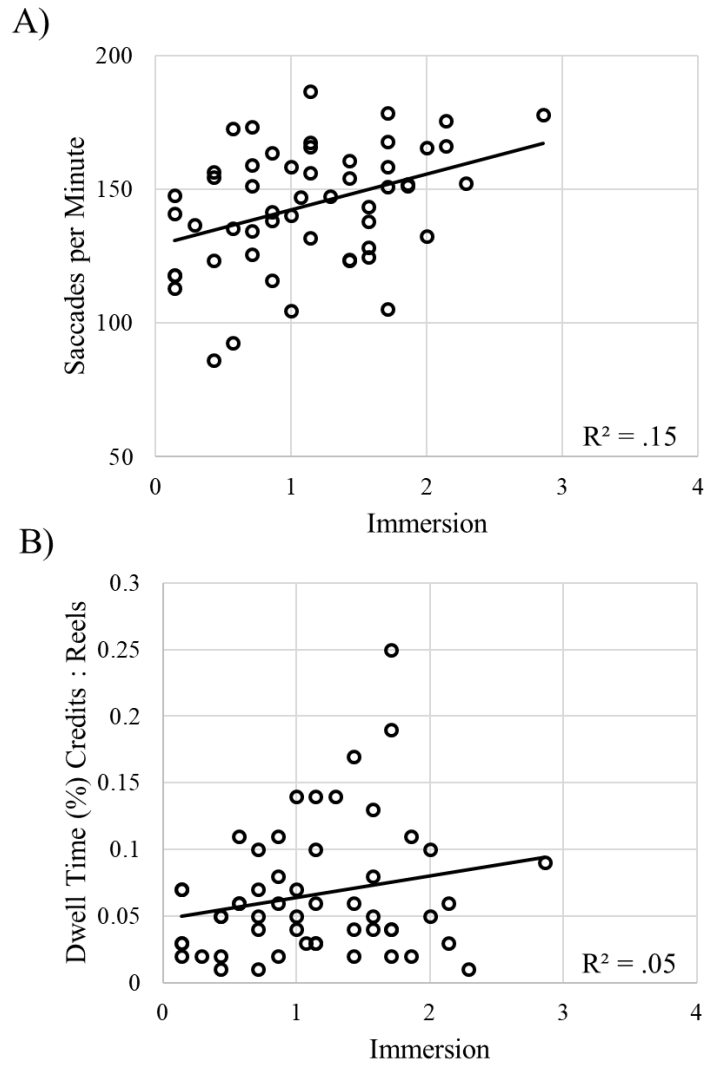 A)
200
150
100
50
Saccades per Minute
R² = .15
0 1 2 3 4
Immersion
B)
0.3
0.25
0.2
0.15
0.1
0.05
0
Dwell Time (%) Credits : Reels
R² = .05
0 1 2 3 4
Immersion